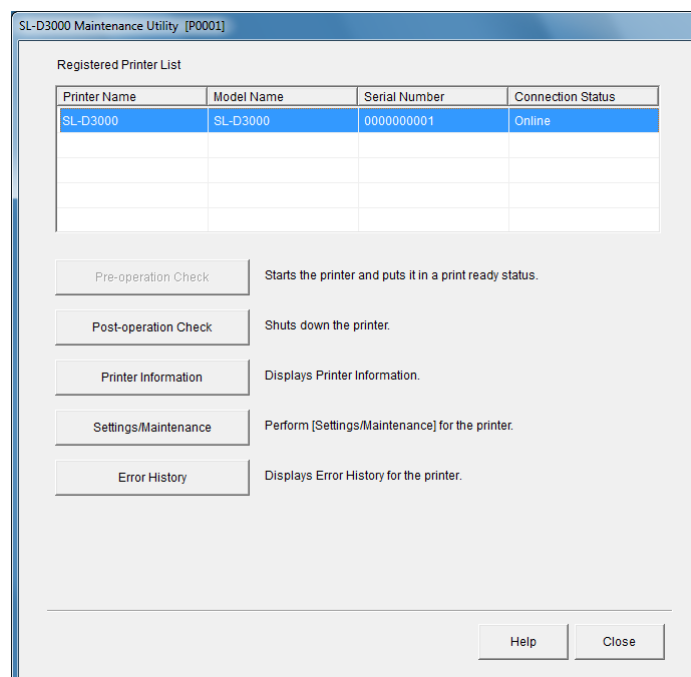 SL-D3000 Maintenance Utility [P0001]
Registered Printer List
Printer Name Model Name Serial Number Connection Status
SL-D3000 SL-D3000 0000000001 Online
Pre-operation Check Starts the printer and puts it in a print ready status.
Post-operation Check Shuts down the printer.
Printer Information Displays Printer Information.
Settings/Maintenance Perform [Settings/Maintenance] for the printer.
Error History Displays Error History for the printer.
Help Close